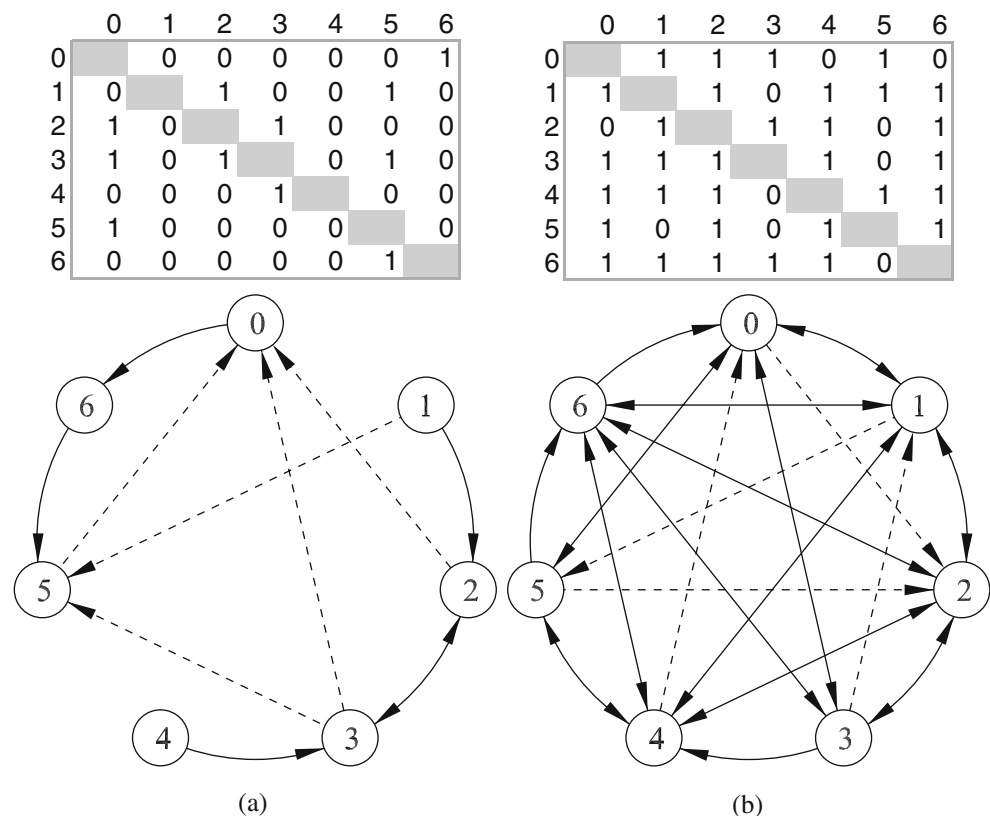 0 1 2 3 4 5 6
0 0 0 0 0 0 1
1 0 1 0 0 1 0
2 1 0 1 0 0 0
3 1 0 1 0 1 0
4 0 0 0 1 0 0
5 1 0 0 0 0 0
6 0 0 0 0 0 1
0 1 2 3 4 5 6
0 1 1 1 0 1 0
1 1 1 0 1 1 1
2 0 1 1 1 0 1
3 1 1 1 1 0 1
4 1 1 1 0 1 1
5 1 0 1 0 1 1
6 1 1 1 1 1 0
0
6 1
5 2
4 3
(a)
0
6 1
5 2
4 3
(b)